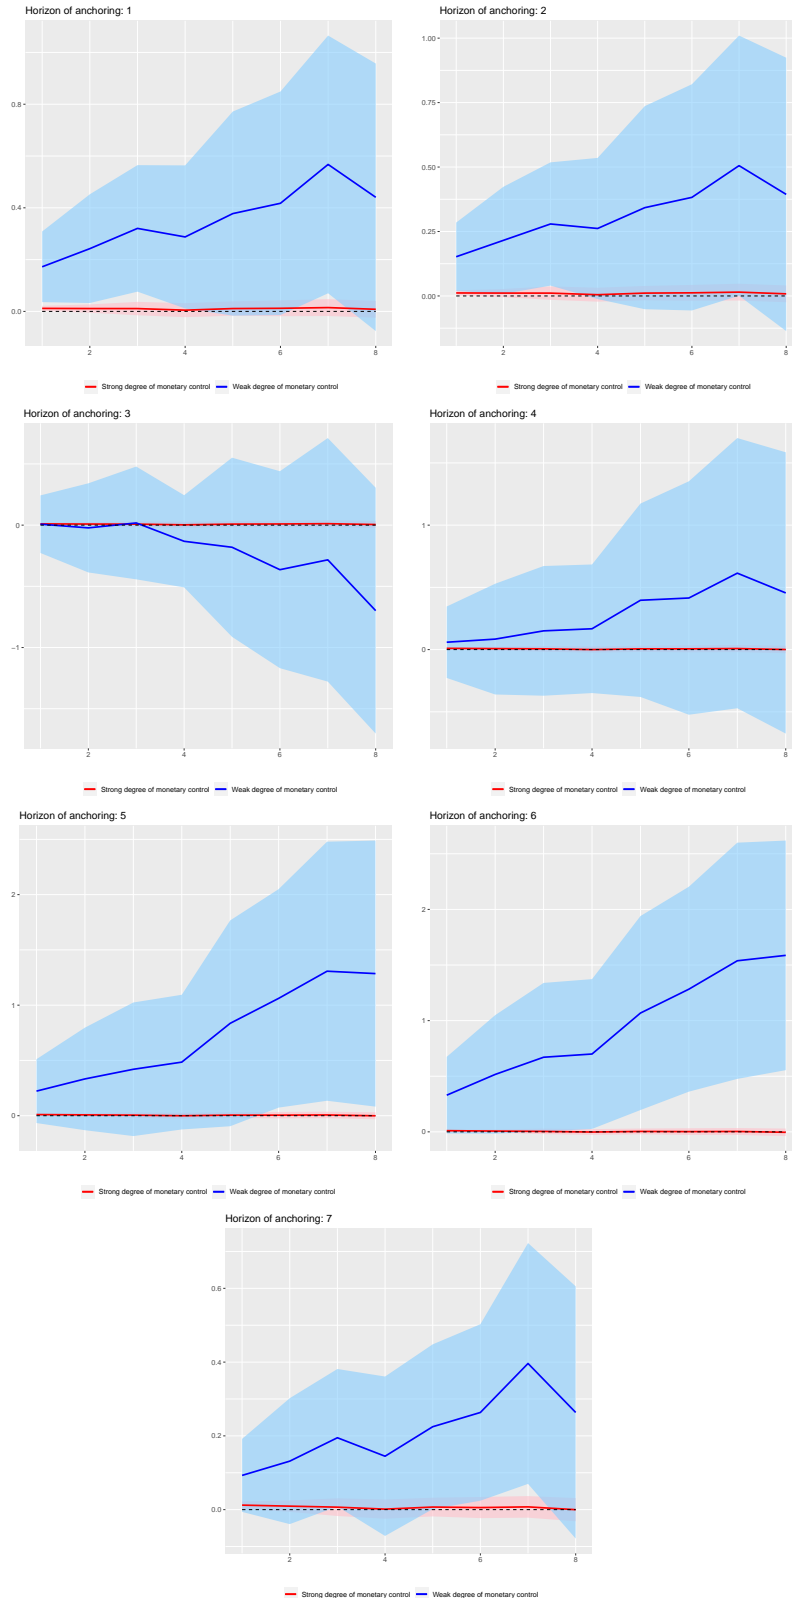 Horizon of anchoring: 1
0.8
0.4
0.0
2 4 6 8
Strong degree of monetary control Weak degree of monetary control
Horizon of anchoring: 2
1.00
0.75
0.50
0.25
0.00
2 4 6 8
Strong degree of monetary control Weak degree of monetary control
Horizon of anchoring: 3
0
−1
2 4 6 8
Strong degree of monetary control Weak degree of monetary control
Horizon of anchoring: 4
1
0
2 4 6 8
Strong degree of monetary control Weak degree of monetary control
Horizon of anchoring: 5
2
1
0
2 4 6 8
Strong degree of monetary control Weak degree of monetary control
Horizon of anchoring: 6
2
1
0
2 4 6 8
Strong degree of monetary control Weak degree of monetary control
Horizon of anchoring: 7
0.6
0.4
0.2
0.0
2 4 6 8
Strong degree of monetary control Weak degree of monetary control